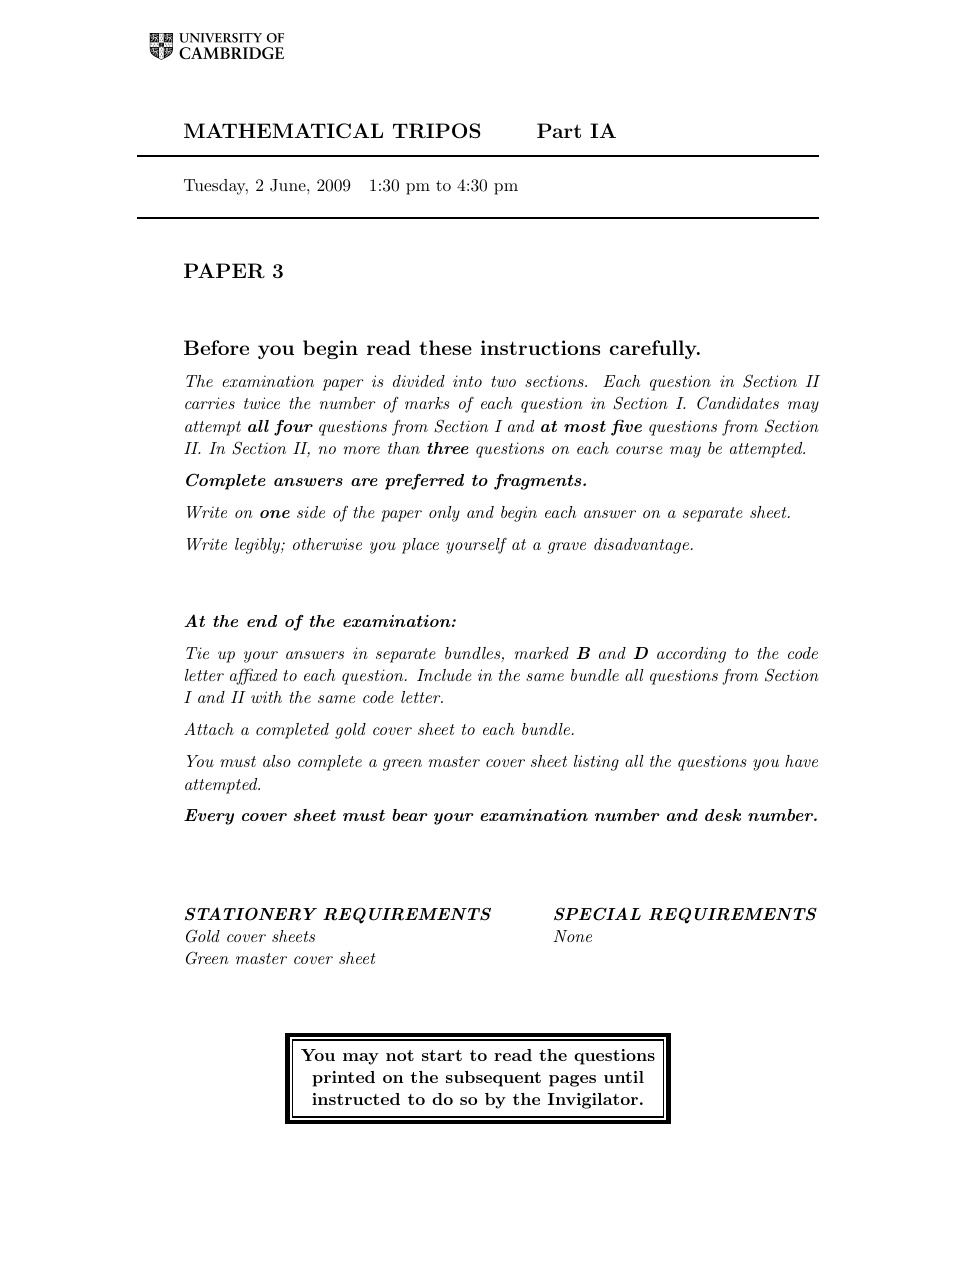 UNIVERSITY OF
CAMBRIDGE
MATHEMATICAL TRIPOS Part IA
Tuesday, 2 June, 2009 1:30 pm to 4:30 pm
PAPER 3
Before you begin read these instructions carefully.
The examination paper is divided into two sections. Each question in Section II
carries twice the number of marks of each question in Section I. Candidates may
attempt all four questions from Section I and at most five questions from Section
II. In Section II, no more than three questions on each course may be attempted.
Complete answers are preferred to fragments.
Write on one side of the paper only and begin each answer on a separate sheet.
Write legibly; otherwise you place yourself at a grave disadvantage.
At the end of the examination:
Tie up your answers in separate bundles, marked B and D according to the code
letter affixed to each question. Include in the same bundle all questions from Section
I and II with the same code letter.
Attach a completed gold cover sheet to each bundle.
You must also complete a green master cover sheet listing all the questions you have
attempted.
Every cover sheet must bear your examination number and desk number.
STATIONERY REQUIREMENTS
Gold cover sheets
Green master cover sheet
SPECIAL REQUIREMENTS
None
You may not start to read the questions
printed on the subsequent pages until
instructed to do so by the Invigilator.